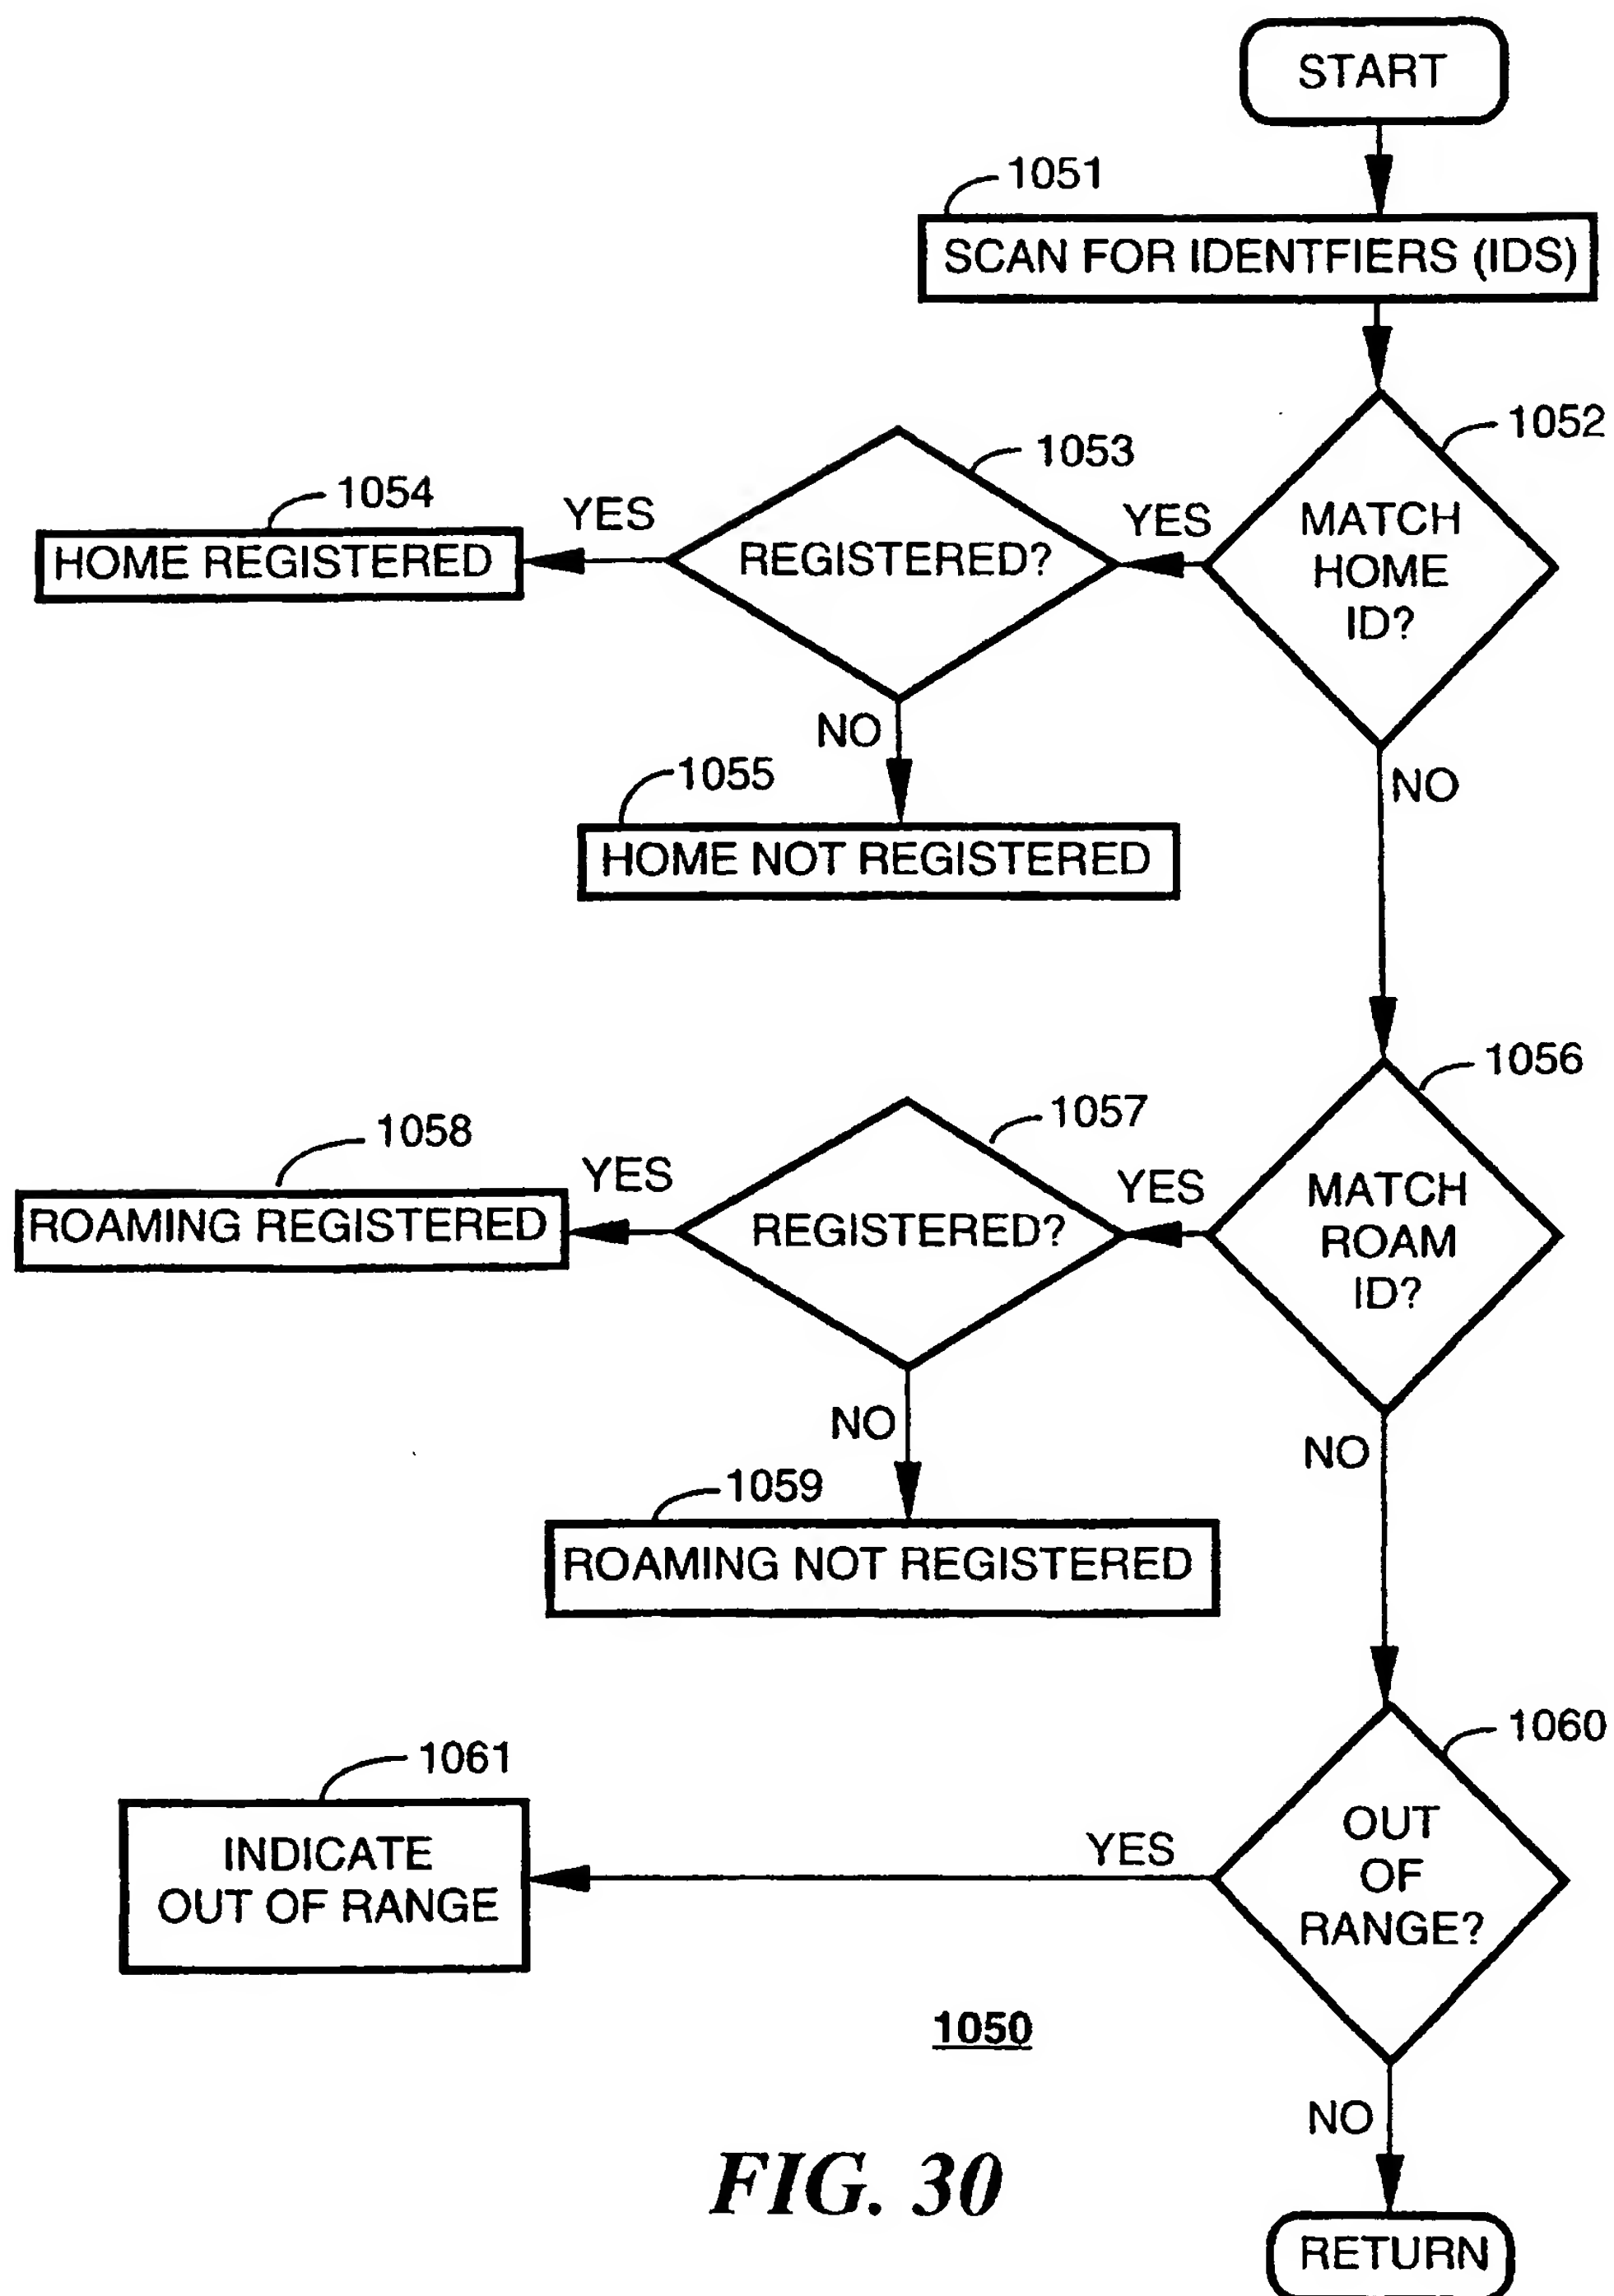 START
1051
SCAN FOR IDENTFIERS (IDS)
1052
MATCH
HOME
ID?
YES
1053
REGISTERED?
YES
1054
HOME REGISTERED
NO
1055
HOME NOT REGISTERED
NO
1056
MATCH
ROAM
ID?
YES
1057
REGISTERED?
YES
1058
ROAMING REGISTERED
NO
1059
ROAMING NOT REGISTERED
NO
1060
OUT
OF
RANGE?
YES
1061
INDICATE
OUT OF RANGE
1050
NO
RETURN
FIG. 30